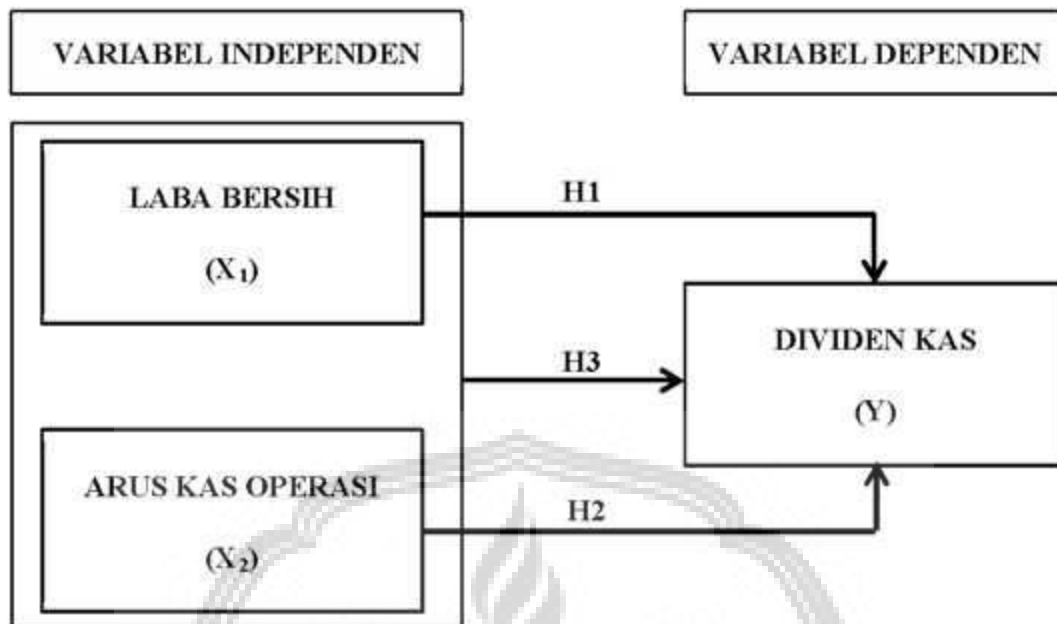 VARIABEL INDEPENDEN
VARIABEL DEPENDEN
LABA BERSIH
(X₁)
H1
DIVIDEN KAS
(Y)
H3
ARUS KAS OPERASI
(X₂)
H2